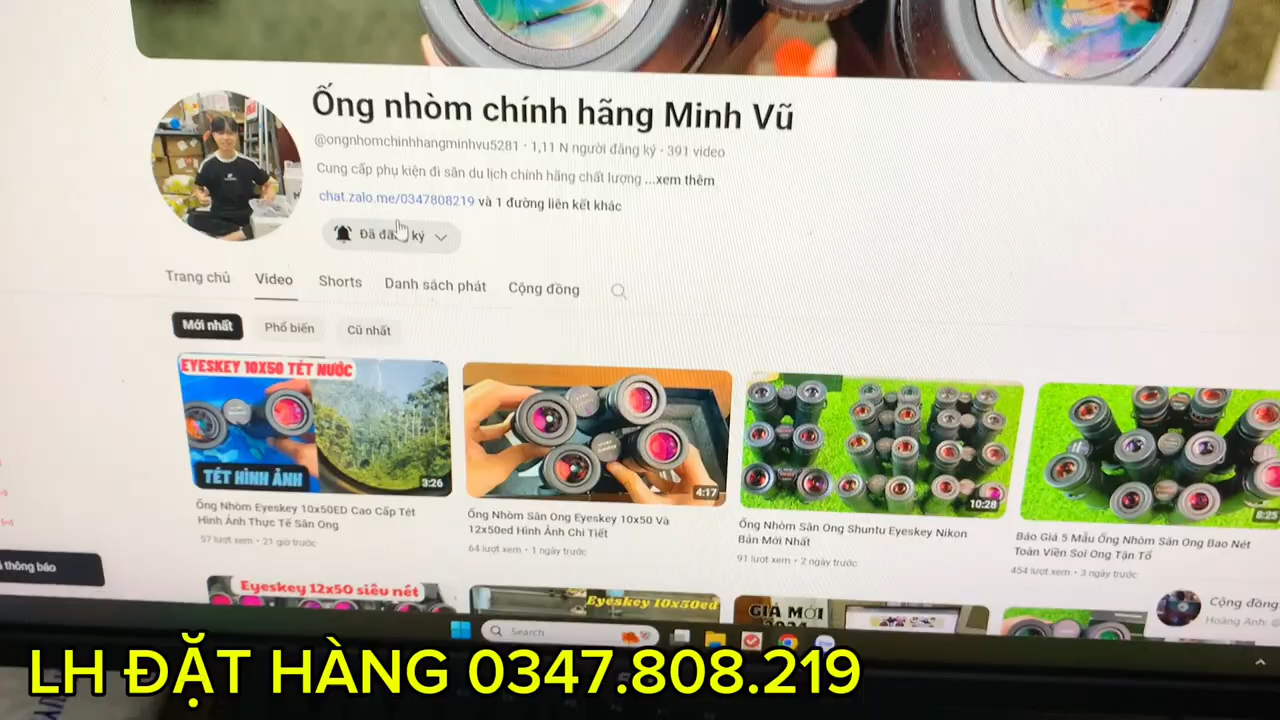 Ống nhòm chính hãng Minh Vũ
@ongnhomchinhhangminhvu5281 · 1,11 N người đăng ký · 391 video
Cung cấp phụ kiện đi săn du lịch chính hãng chất lượng ...xem thêm
chat.zalo.me/0347808219 và 1 đường liên kết khác
Đã đă ký
Trang chủ Video Shorts Danh sách phát Cộng đồng
Mới nhất Phổ biến Cũ nhất
EYESKEY 10X50 TÉT NƯỚC
TÉT HÌNH ẢNH
3:26
4:17
10:28
8:25
Ống Nhòm Eyeskey 10x50ED Cao Cấp Tét
Hình Ảnh Thực Tế Săn Ong
57 lượt xem · 21 giờ trước
Ống Nhòm Săn Ong Eyeskey 10x50 Và
12x50ed Hình Ảnh Chi Tiết
64 lượt xem · 1 ngày trước
Ống Nhòm Săn Ong Shuntu Eyeskey Nikon
Bản Mới Nhất
91 lượt xem · 2 ngày trước
Báo Giá 5 Mẫu Ống Nhòm Săn Ong Bao Nét
Toàn Viền Soi Ong Tận Tổ
454 lượt xem · 3 ngày trước
thông báo
Eyeskey 12x50 siêu nét
Eyeskey 10x50ed
GIÁ MỚI
2024
Cộng đồng
Hoàng Anh: @
Search
LH ĐẶT HÀNG 0347.808.219